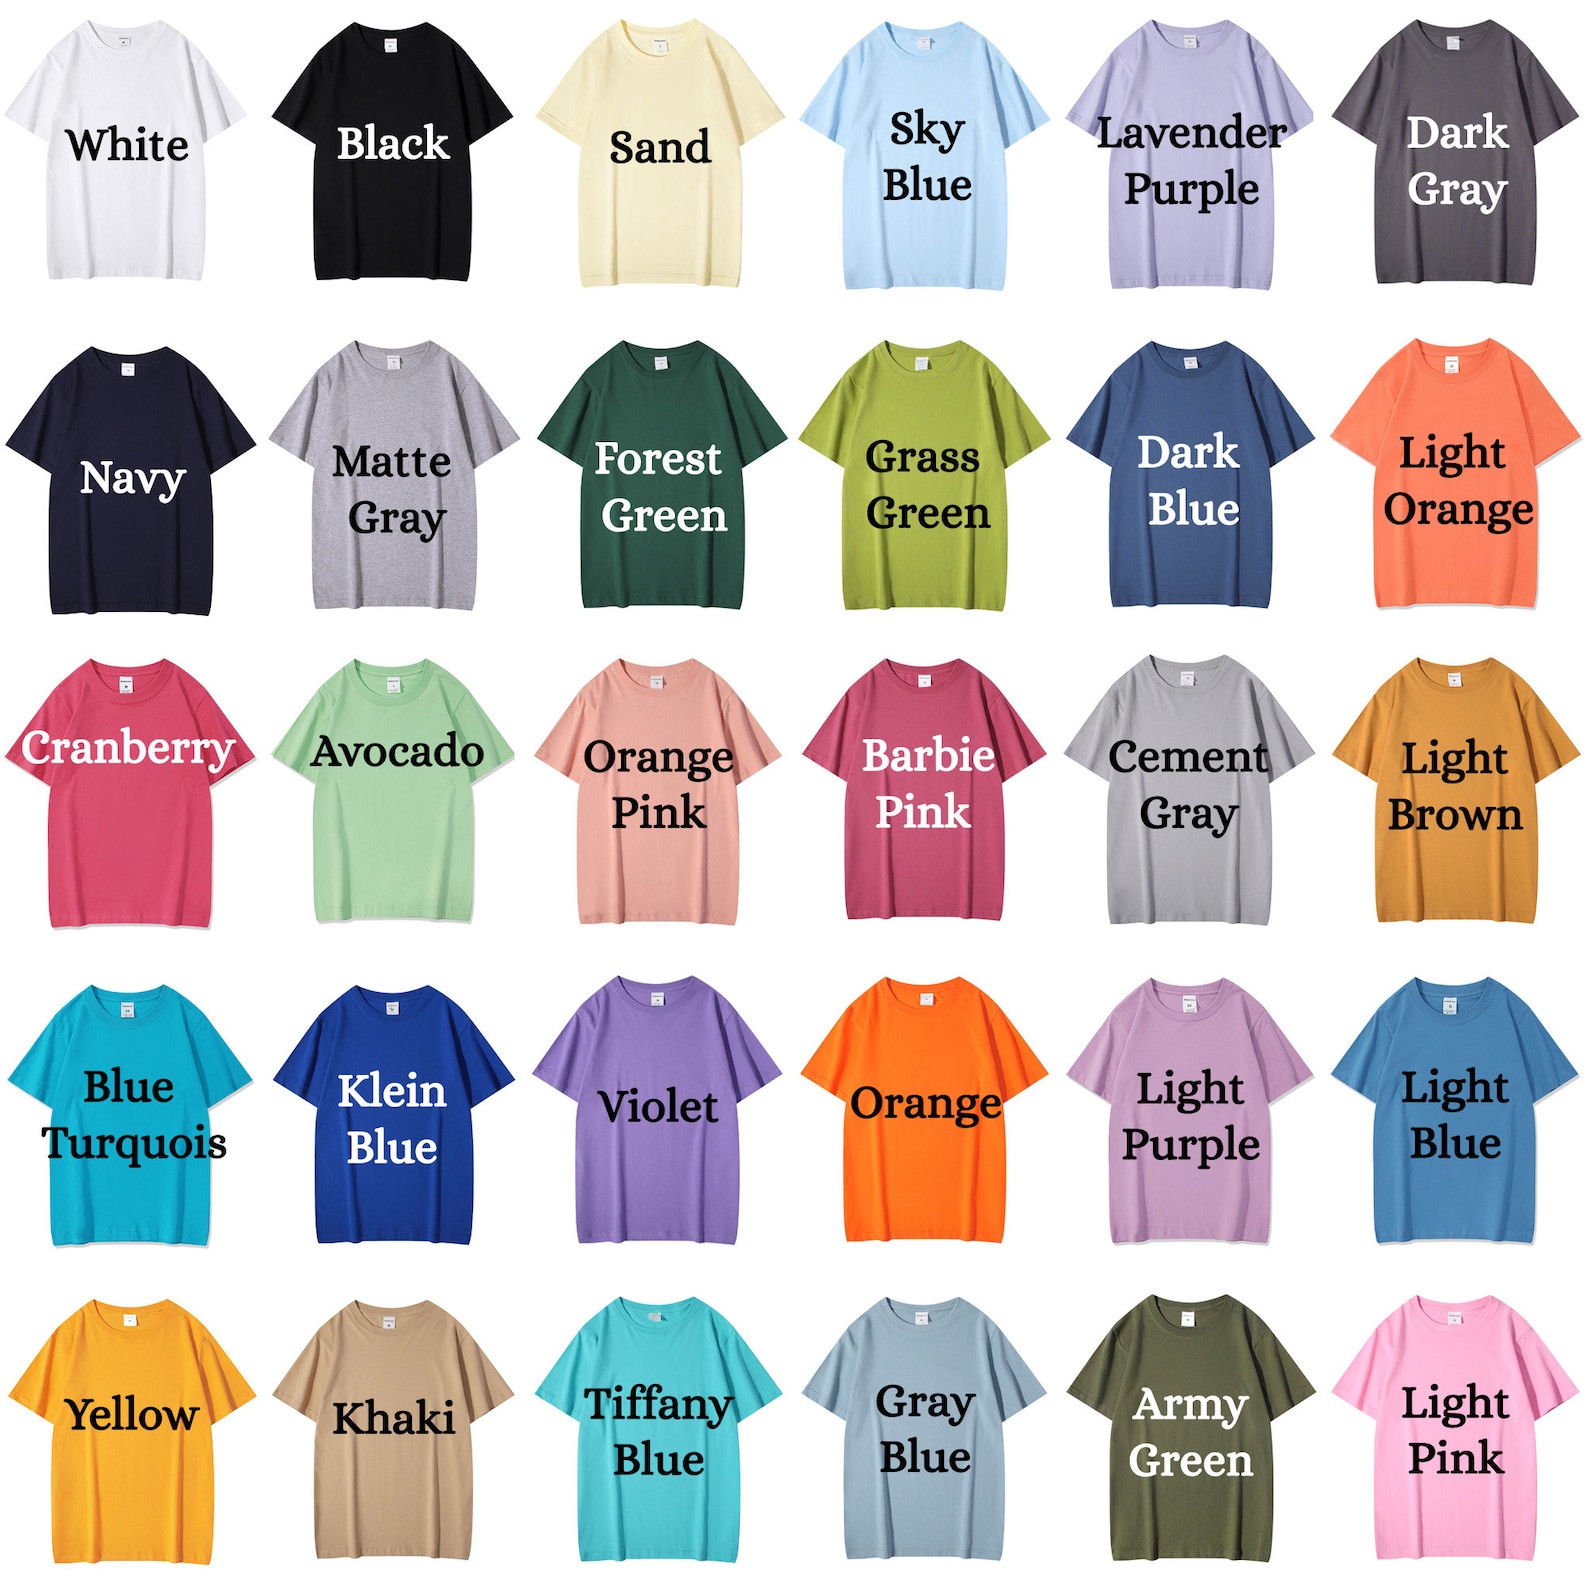 White
Black
Sand
Sky
Blue
Lavender
Purple
Dark
Gray
Navy
Matte
Gray
Forest
Green
Grass
Green
Dark
Blue
Light
Orange
Cranberry
Avocado
Orange
Pink
Barbie
Pink
Cement
Gray
Light
Brown
Blue
Turquois
Klein
Blue
Violet
Orange
Light
Purple
Light
Blue
Yellow
Khaki
Tiffany
Blue
Gray
Blue
Army
Green
Light
Pink